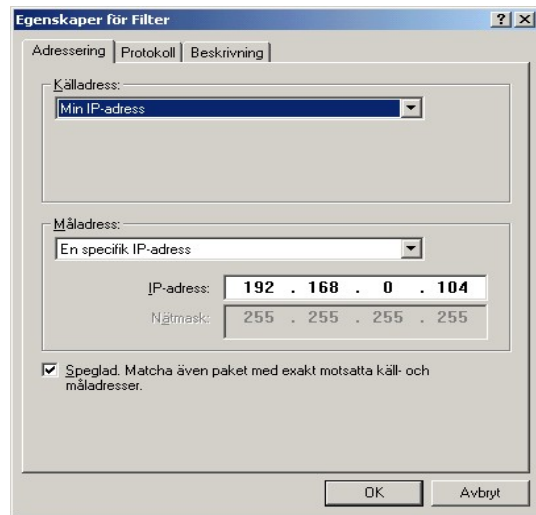 Egenskaper för Filter
Adressering Protokoll Beskrivning
Källadress:
Min IP-adress
Måladress:
En specifik IP-adress
IP-adress: 192 . 168 . 0 . 104
Nätmask: 255 . 255 . 255 . 255
Speglad. Matcha även paket med exakt motsatta käll- och
måladresser.
OK Avbryt